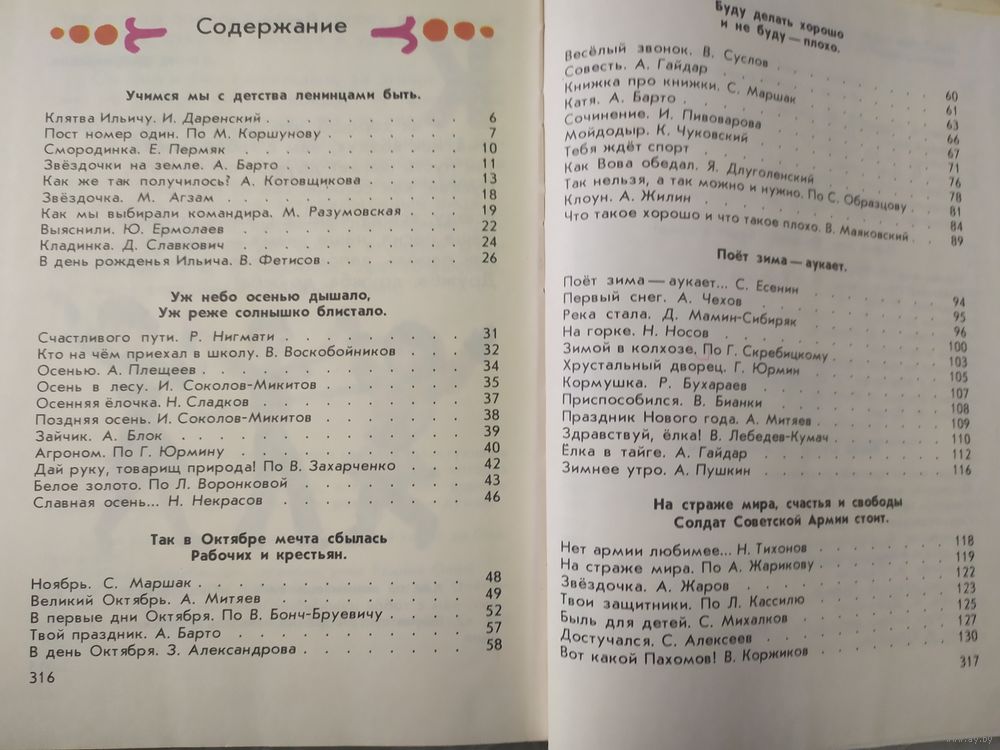 Содержание
Учимся мы с детства ленинцами быть.
Клятва Ильичу. И. Даренский . . . . . . . . . 6
Пост номер один. По М. Коршунову . . . . . . . 7
Смородинка. Е. Пермяк . . . . . . . . . . 10
Звёздочки на земле. А. Барто . . . . . . . . . 11
Как же так получилось? А. Котовщикова . . . . . 13
Звёздочка. М. Агзам . . . . . . . . . . . 18
Как мы выбирали командира. М. Разумовская . . . 19
Выяснили. Ю. Ермолаев . . . . . . . . . . 22
Кладинка. Д. Славкович . . . . . . . . . . 24
В день рожденья Ильича. В. Фетисов . . . . . . 26
Уж небо осенью дышало,
Уж реже солнышко блистало.
Счастливого пути. Р. Нигмати . . . . . . . . 31
Кто на чём приехал в школу. В. Воскобойников . . . 32
Осенью. А. Плещеев . . . . . . . . . . . 34
Осень в лесу. И. Соколов-Микитов . . . . . . . 35
Осенняя ёлочка. Н. Сладков . . . . . . . . . 37
Поздняя осень. И. Соколов-Микитов . . . . . . 38
Зайчик. А. Блок . . . . . . . . . . . . 39
Агроном. По Г. Юрмину . . . . . . . . . . 40
Дай руку, товарищ природа! По В. Захарченко . . . 42
Белое золото. По Л. Воронковой . . . . . . . 43
Славная осень... Н. Некрасов . . . . . . . . 46
Так в Октябре мечта сбылась
Рабочих и крестьян.
Ноябрь. С. Маршак . . . . . . . . . . . 48
Великий Октябрь. А. Митяев . . . . . . . . . 49
В первые дни Октября. По В. Бонч-Бруевичу . . . . 52
Твой праздник. А. Барто . . . . . . . . . . 57
В день Октября. З. Александрова . . . . . . . 58
316
Буду делать хорошо
и не буду — плохо.
Весёлый звонок. В. Суслов . . . . . . . . 60
Совесть. А. Гайдар . . . . . . . . . . 61
Книжка про книжки. С. Маршак . . . . . . . 63
Катя. А. Барто . . . . . . . . . . . 66
Сочинение. И. Пивоварова . . . . . . . . 67
Мойдодыр. К. Чуковский . . . . . . . . . 71
Тебя ждёт спорт . . . . . . . . . . . 76
Как Вова обедал. Я. Длуголенский . . . . . . 78
Так нельзя, а так можно и нужно. По С. Образцову . 81
Клоун. А. Жилин . . . . . . . . . . . 84
Что такое хорошо и что такое плохо. В. Маяковский . . 89
Поёт зима — аукает.
Поёт зима — аукает... С. Есенин . . . . . . . 94
Первый снег. А. Чехов . . . . . . . . . 95
Река стала. Д. Мамин-Сибиряк . . . . . . . 96
На горке. Н. Носов . . . . . . . . . . 100
Зимой в колхозе. По Г. Скребицкому . . . . . 103
Хрустальный дворец. Г. Юрмин . . . . . . . 105
Кормушка. Р. Бухараев . . . . . . . . . 107
Приспособился. В. Бианки . . . . . . . . 108
Праздник Нового года. А. Митяев . . . . . . 109
Здравствуй, ёлка! В. Лебедев-Кумач . . . . . 110
Ёлка в тайге. А. Гайдар . . . . . . . . 112
Зимнее утро. А. Пушкин . . . . . . . . . 116
На страже мира, счастья и свободы
Солдат Советской Армии стоит.
Нет армии любимее... Н. Тихонов . . . . . . 118
На страже мира. По А. Жарикову . . . . . . 119
Звёздочка. А. Жаров . . . . . . . . . 122
Твои защитники. По Л. Кассилю . . . . . . 123
Быль для детей. С. Михалков . . . . . . . 125
Достучался. С. Алексеев . . . . . . . . 127
Вот какой Пахомов! В. Коржиков . . . . . . 130
317
www.ay.by